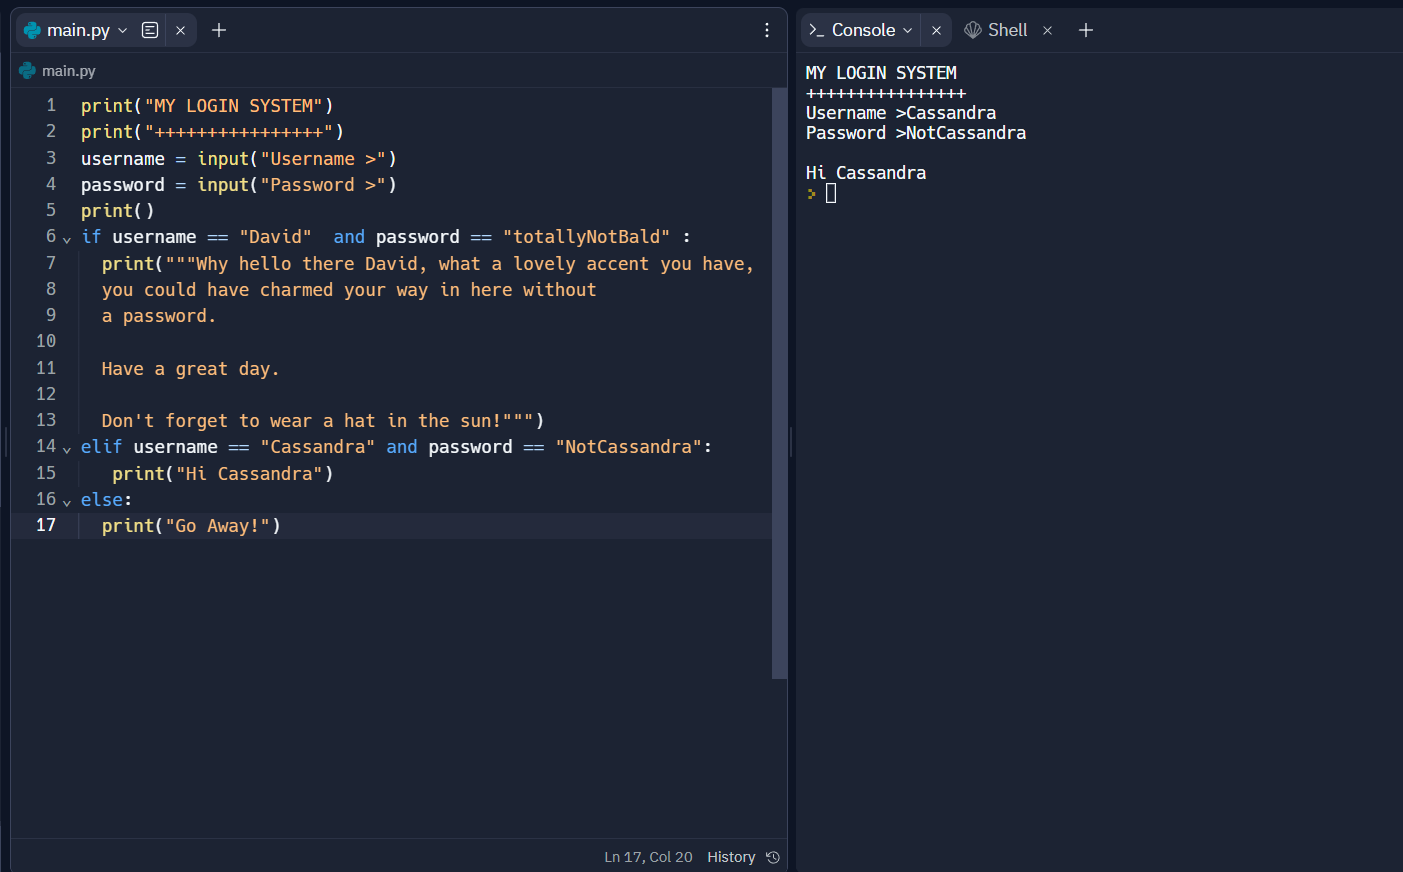 main.py
main.py
1 print("MY LOGIN SYSTEM")
2 print("++++++++++++++++")
3 username = input("Username >")
4 password = input("Password >")
5 print()
6 if username == "David"  and password == "totallyNotBald" :
7   print("""Why hello there David, what a lovely accent you have,
8   you could have charmed your way in here without
9   a password.
10
11   Have a great day.
12
13   Don't forget to wear a hat in the sun!""")
14 elif username == "Cassandra" and password == "NotCassandra":
15    print("Hi Cassandra")
16 else:
17   print("Go Away!")
Ln 17, Col 20 History
Console Shell
MY LOGIN SYSTEM
++++++++++++++++
Username >Cassandra
Password >NotCassandra
Hi Cassandra